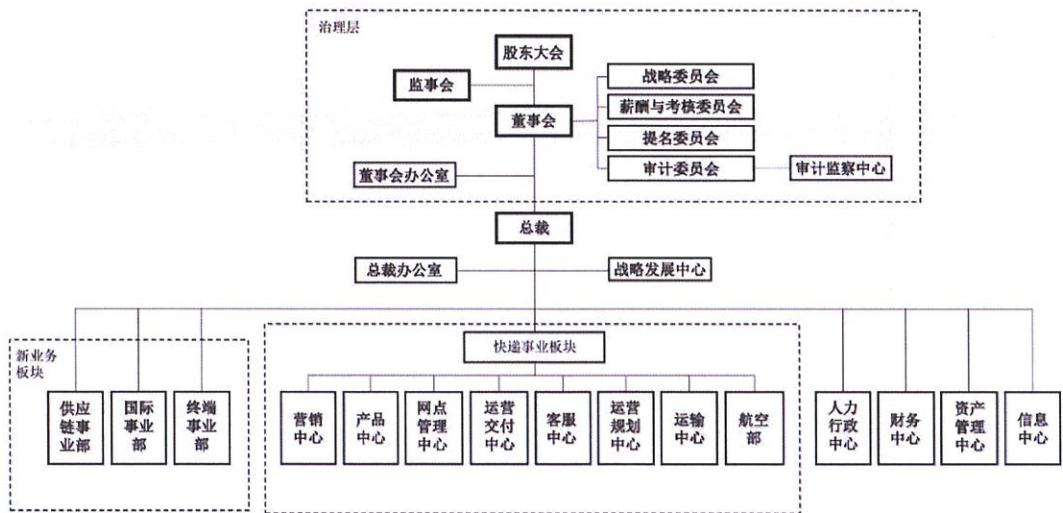 治理层
股东大会
监事会
战略委员会
薪酬与考核委员会
董事会
提名委员会
审计委员会
审计监察中心
董事会办公室
总裁
总裁办公室
战略发展中心
新业务
板块
快递事业板块
供应
链事
业部
国际
事业
部
终端
事业
部
营销
中心
产品
中心
网点
管理
中心
运营
交付
中心
客服
中心
运营
规划
中心
运输
中心
航空
部
人力
行政
中心
财务
中心
资产
管理
中心
信息
中心